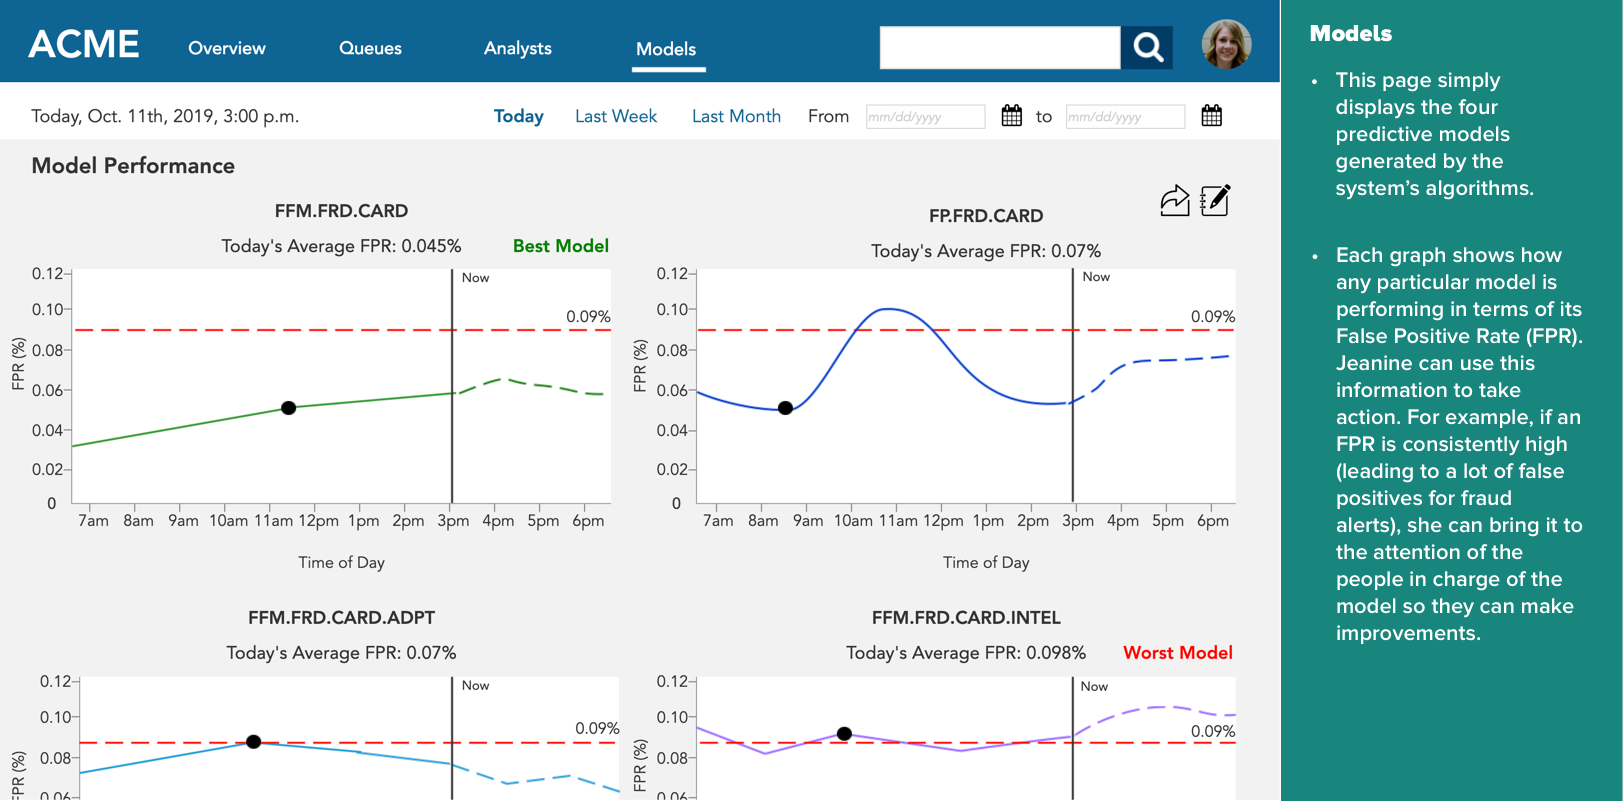 ACME
Overview
Queues
Analysts
Models
Today, Oct. 11th, 2019, 3:00 p.m.
Today
Last Week
Last Month
From
mm/dd/yyyy
to
mm/dd/yyyy
Model Performance
FFM.FRD.CARD
Today's Average FPR: 0.045%
Best Model
0.12
0.10
0.08
0.06
0.04
0.02
0
FPR (%)
Now
0.09%
7am 8am 9am 10am 11am 12pm 1pm 2pm 3pm 4pm 5pm 6pm
Time of Day
FP.FRD.CARD
Today's Average FPR: 0.07%
0.12
0.10
0.08
0.06
0.04
0.02
0
FPR (%)
Now
0.09%
7am 8am 9am 10am 11am 12pm 1pm 2pm 3pm 4pm 5pm 6pm
Time of Day
FFM.FRD.CARD.ADPT
Today's Average FPR: 0.07%
0.12
0.10
0.08
0.06
FPR (%)
Now
0.09%
FFM.FRD.CARD.INTEL
Today's Average FPR: 0.098%
Worst Model
0.12
0.10
0.08
0.06
FPR (%)
Now
0.09%
Models
• This page simply
displays the four
predictive models
generated by the
system's algorithms.
• Each graph shows how
any particular model is
performing in terms of its
False Positive Rate (FPR).
Jeanine can use this
information to take
action. For example, if an
FPR is consistently high
(leading to a lot of false
positives for fraud
alerts), she can bring it to
the attention of the
people in charge of the
model so they can make
improvements.